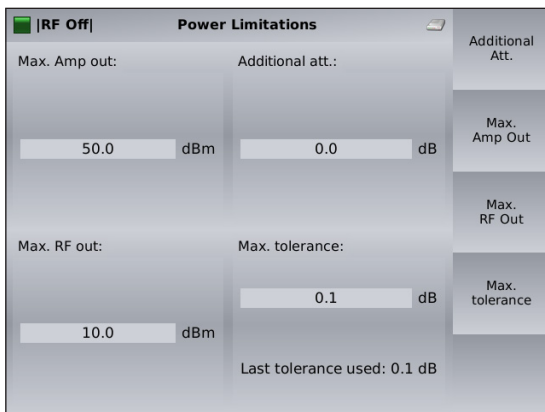 |RF Off|
Power Limitations
Max. Amp out:
50.0 dBm
Additional att.:
0.0 dB
Max. RF out:
10.0 dBm
Max. tolerance:
0.1 dB
Last tolerance used: 0.1 dB
Additional
Att.
Max.
Amp Out
Max.
RF Out
Max.
tolerance